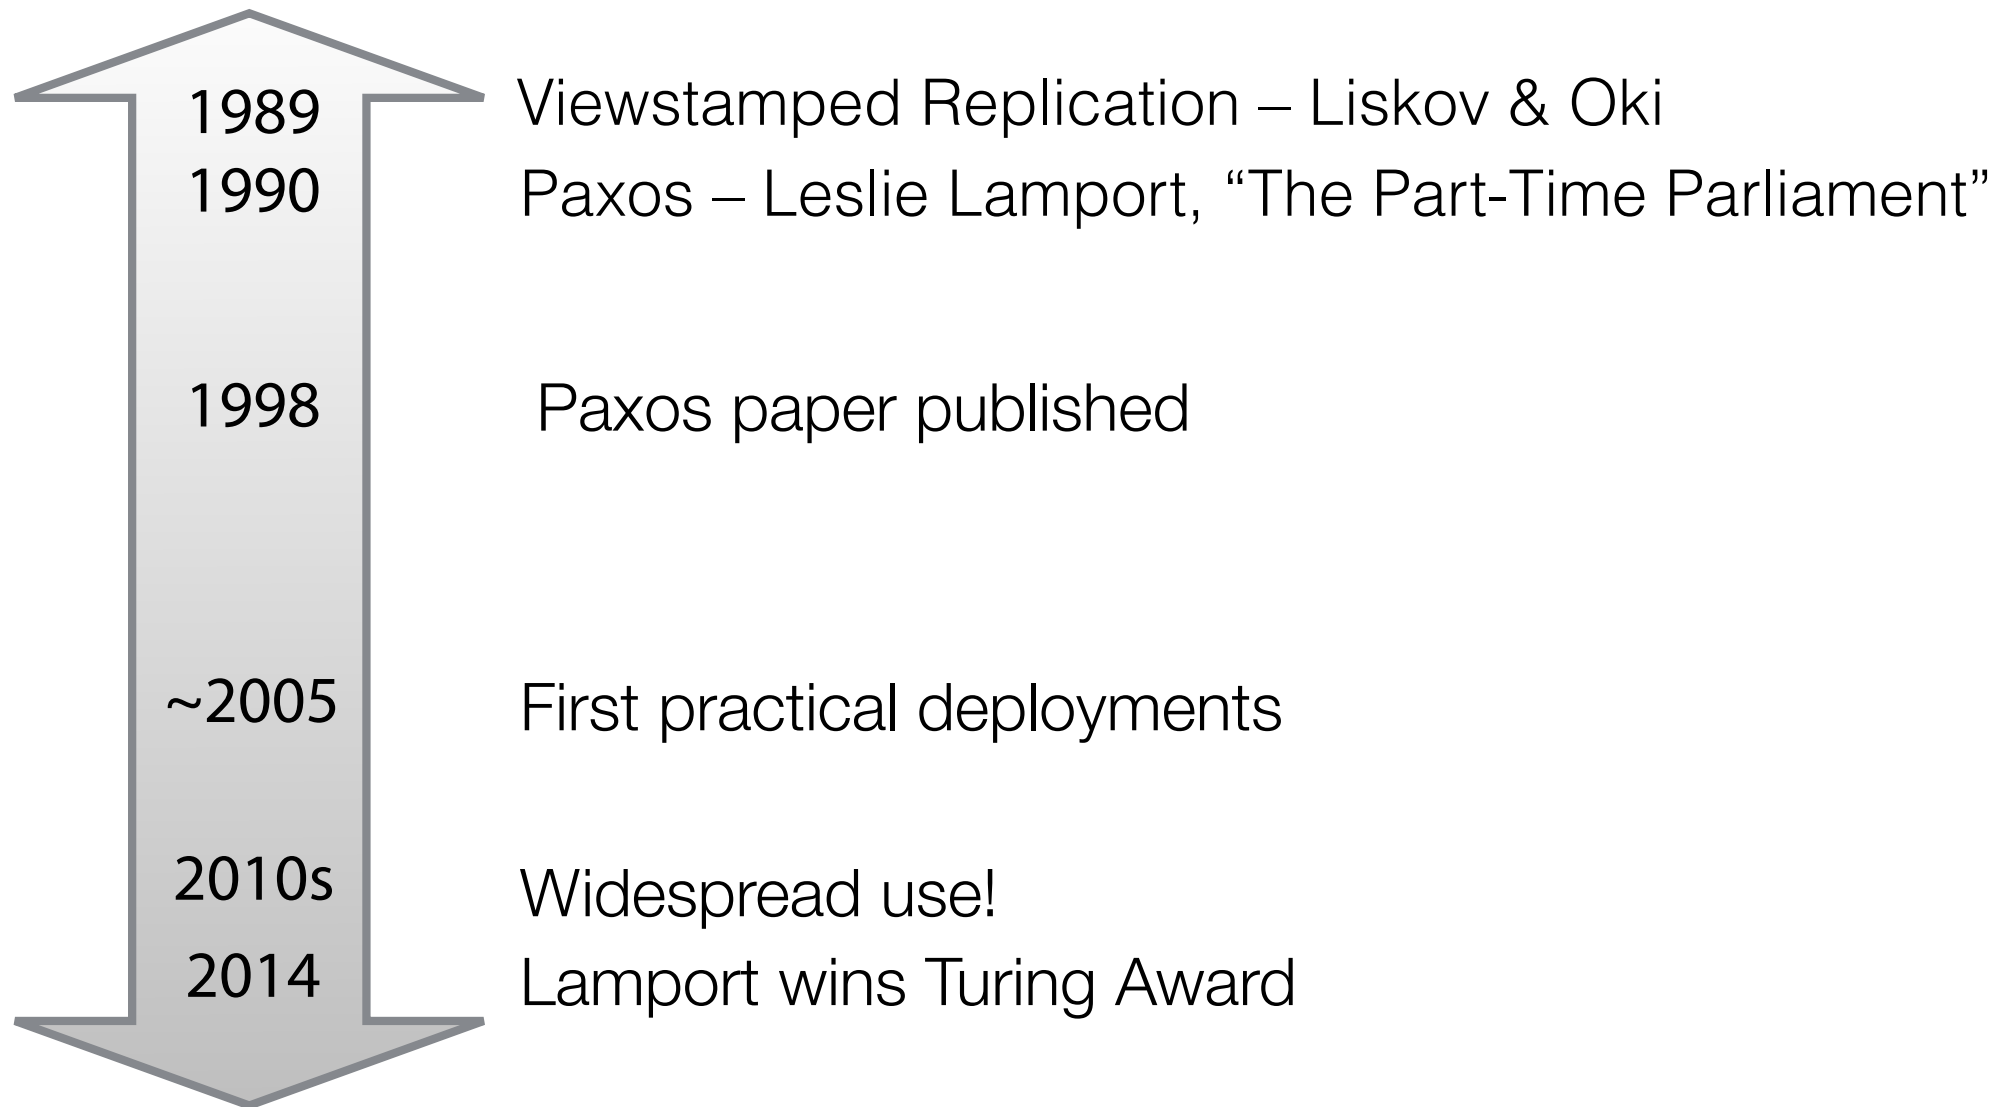 1989 Viewstamped Replication – Liskov & Oki
1990 Paxos – Leslie Lamport, “The Part-Time Parliament”
1998 Paxos paper published
~2005 First practical deployments
2010s Widespread use!
2014 Lamport wins Turing Award